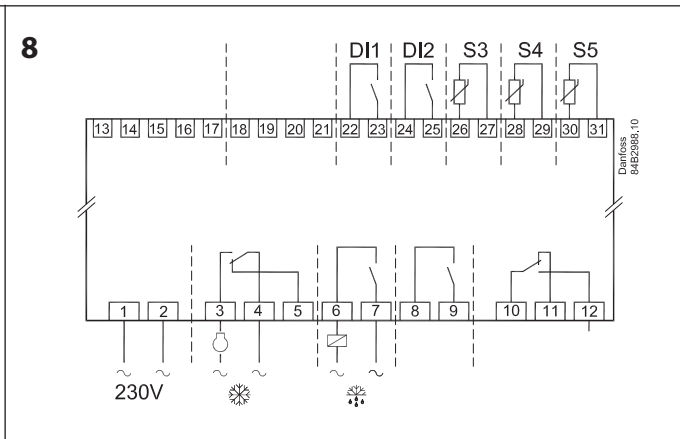 8
DI1 DI2 S3 S4 S5
13 14 15 16 17 18 19 20 21 22 23 24 25 26 27 28 29 30 31
Danfoss
84B2988.10
1 2 3 4 5 6 7 8 9 10 11 12
230V